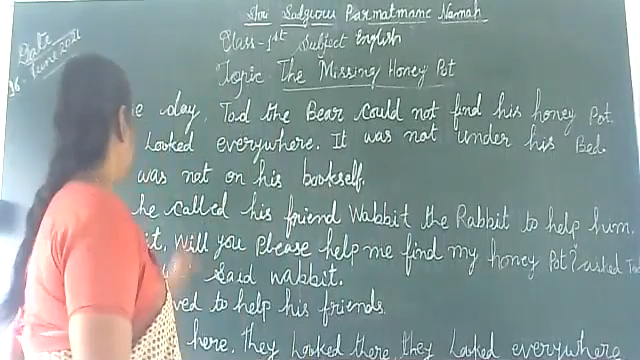 Shri Sadguru Parmatmane Namah
Date
June 2021
Class-1st Subject English
Topic The Missing Honey Pot
day, Tod the Bear could not find his honey Pot.
Looked everywhere. It was not under his Bed.
was not on his bookself.
he called his friend Wabbit the Rabbit to help him.
Will you please help me find my honey Pot? asked
Said wabbit.
to help his friends.
here, they Looked there, they Looked everywhere